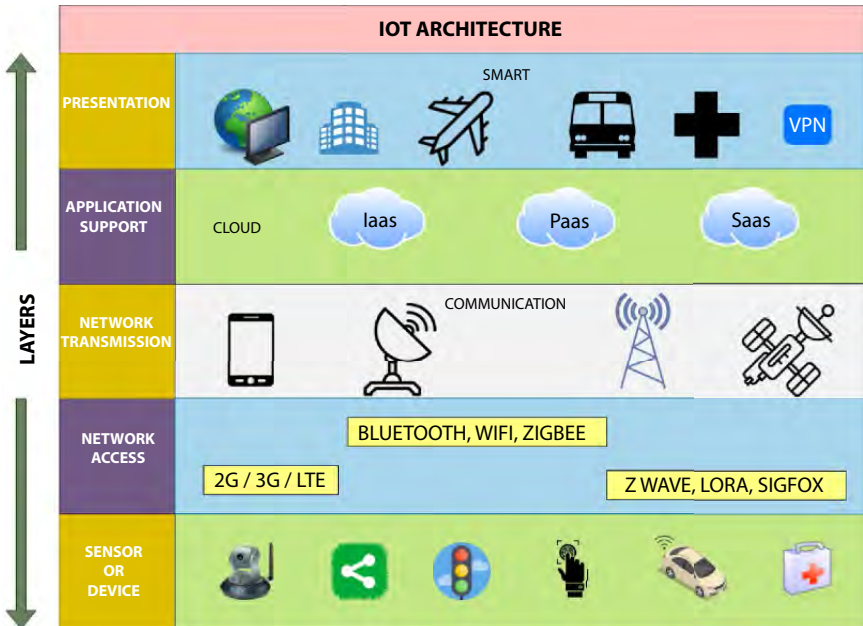 IOT ARCHITECTURE
LAYERS
PRESENTATION
SMART
VPN
APPLICATION
SUPPORT
CLOUD
Iaas
Paas
Saas
NETWORK
TRANSMISSION
COMMUNICATION
NETWORK
ACCESS
BLUETOOTH, WIFI, ZIGBEE
2G / 3G / LTE
Z WAVE, LORA, SIGFOX
SENSOR
OR
DEVICE